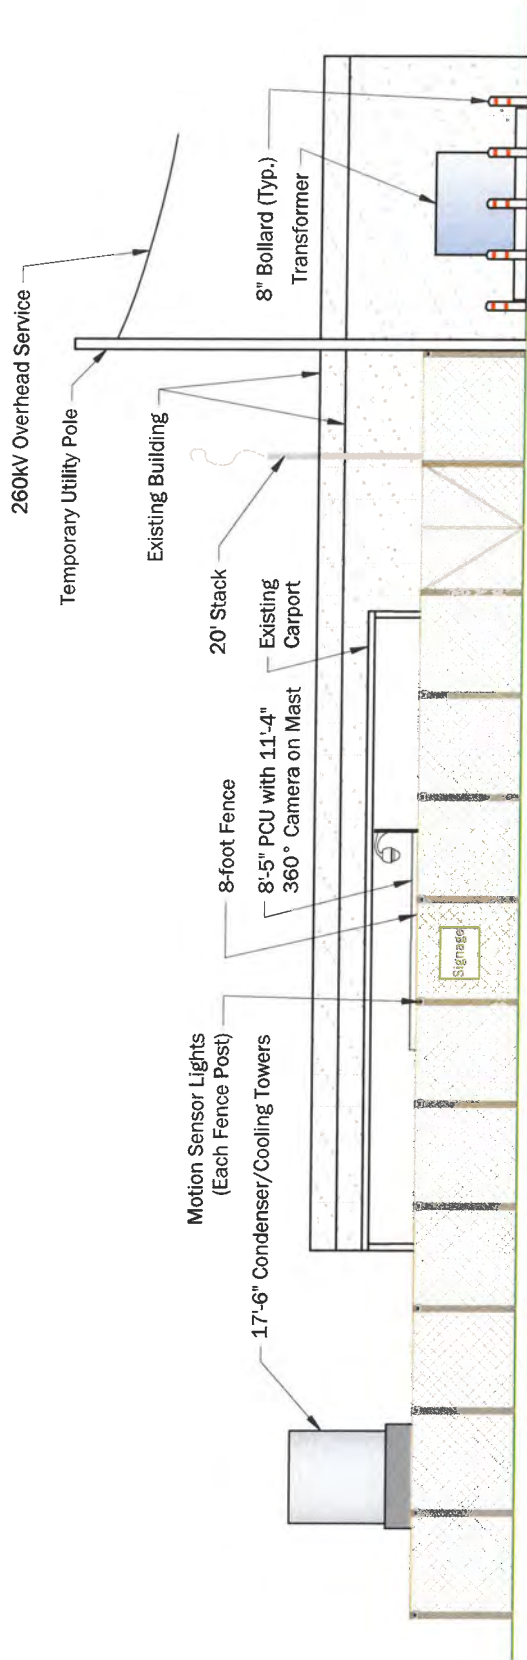 260kV Overhead Service
Temporary Utility Pole
Existing Building
20' Stack
Existing
Carport
8" Bollard (Typ.)
Transformer
8-foot Fence
8'-5" PCU with 11'-4"
360° Camera on Mast
Motion Sensor Lights
(Each Fence Post)
17'-6" Condenser/Cooling Towers
Signage